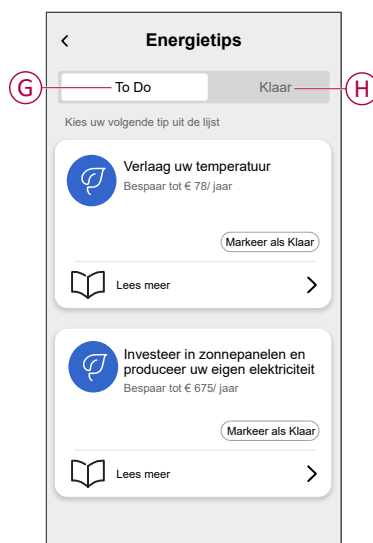 Energietips
G
To Do
Klaar
H
Kies uw volgende tip uit de lijst
Verlaag uw temperatuur
Bespaar tot € 78/ jaar
Markeer als Klaar
Lees meer
Investeer in zonnepanelen en
produceer uw eigen elektriciteit
Bespaar tot € 675/ jaar
Markeer als Klaar
Lees meer